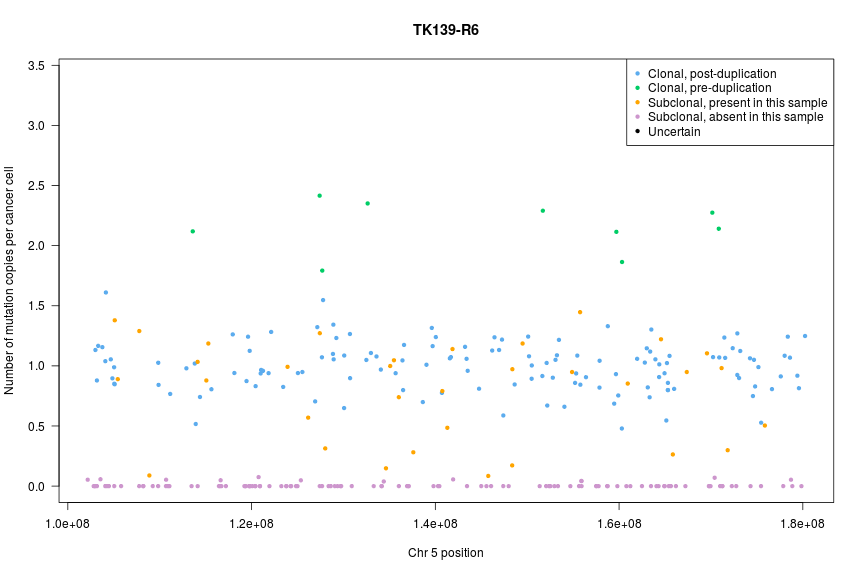 TK139-R6
Number of mutation copies per cancer cell
3.5
3.0
2.5
2.0
1.5
1.0
0.5
0.0
Clonal, post-duplication
Clonal, pre-duplication
Subclonal, present in this sample
Subclonal, absent in this sample
Uncertain
1.0e+08 1.2e+08 1.4e+08 1.6e+08 1.8e+08
Chr 5 position